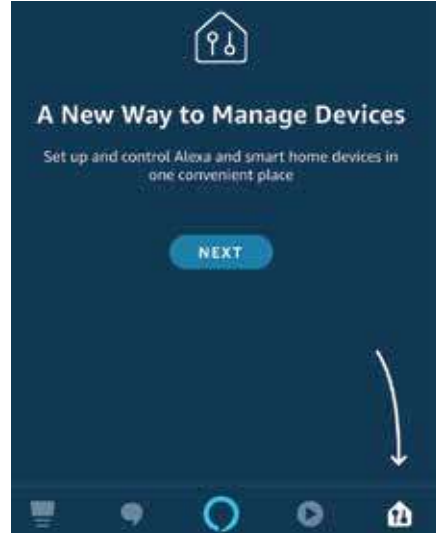 A New Way to Manage Devices
Set up and control Alexa and smart home devices in
one convenient place
NEXT